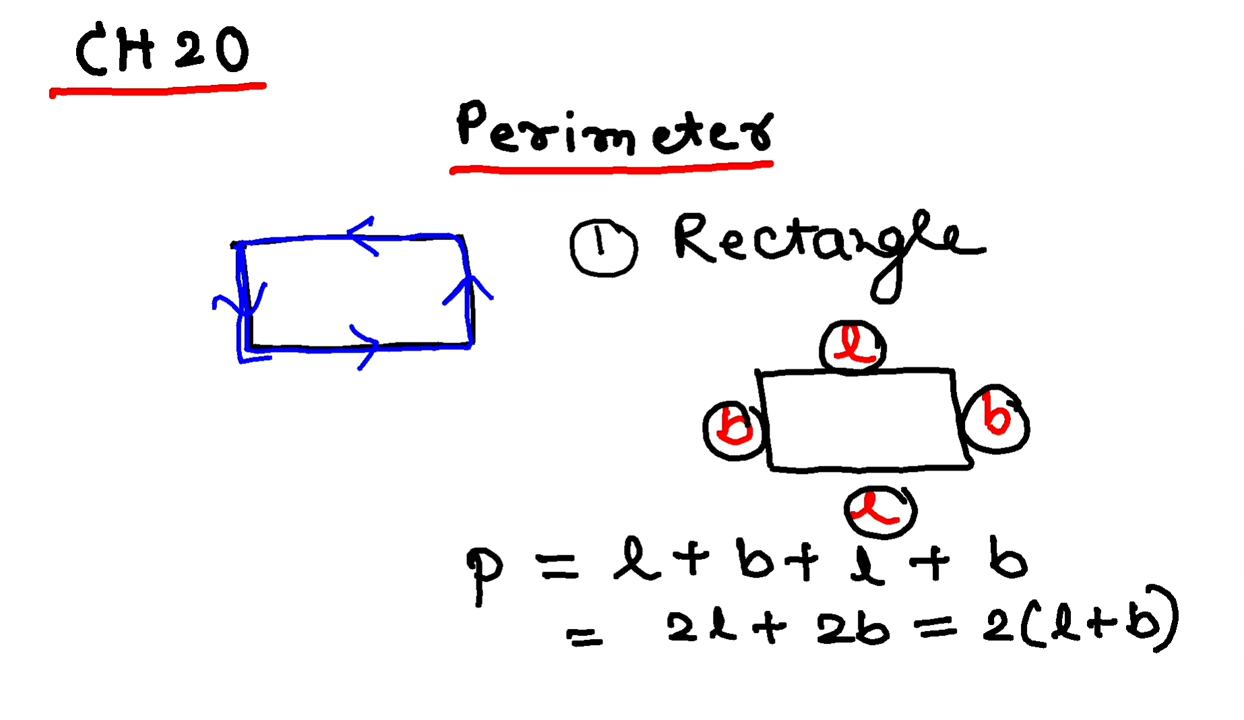 CH 20
Perimeter
① Rectangle
l
b
b
l
p = l + b + l + b
= 2l + 2b = 2(l+b)